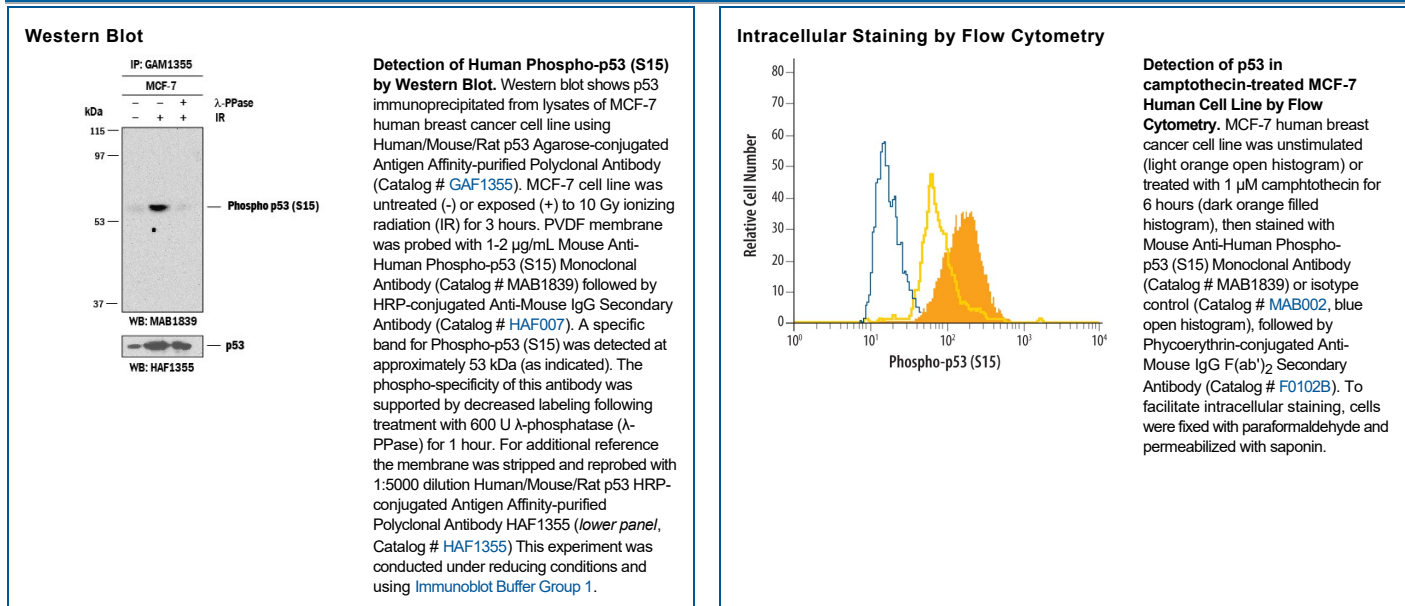 Western Blot
IP: GAM1355
MCF-7
– – + λ-PPase
kDa – + + IR
115
97
Phospho p53 (S15)
53
37
WB: MAB1839
p53
WB: HAF1355
Detection of Human Phospho-p53 (S15)
by Western Blot. Western blot shows p53
immunoprecipitated from lysates of MCF-7
human breast cancer cell line using
Human/Mouse/Rat p53 Agarose-conjugated
Antigen Affinity-purified Polyclonal Antibody
(Catalog # GAF1355). MCF-7 cell line was
untreated (-) or exposed (+) to 10 Gy ionizing
radiation (IR) for 3 hours. PVDF membrane
was probed with 1-2 µg/mL Mouse Anti-
Human Phospho-p53 (S15) Monoclonal
Antibody (Catalog # MAB1839) followed by
HRP-conjugated Anti-Mouse IgG Secondary
Antibody (Catalog # HAF007). A specific
band for Phospho-p53 (S15) was detected at
approximately 53 kDa (as indicated). The
phospho-specificity of this antibody was
supported by decreased labeling following
treatment with 600 U λ-phosphatase (λ-
PPase) for 1 hour. For additional reference
the membrane was stripped and reprobed with
1:5000 dilution Human/Mouse/Rat p53 HRP-
conjugated Antigen Affinity-purified
Polyclonal Antibody HAF1355 (lower panel,
Catalog # HAF1355) This experiment was
conducted under reducing conditions and
using Immunoblot Buffer Group 1.
Intracellular Staining by Flow Cytometry
Relative Cell Number
80
70
60
50
40
30
20
10
0
10⁰ 10¹ 10² 10³ 10⁴
Phospho-p53 (S15)
Detection of p53 in
camptothecin-treated MCF-7
Human Cell Line by Flow
Cytometry. MCF-7 human breast
cancer cell line was unstimulated
(light orange open histogram) or
treated with 1 µM camphtothecin for
6 hours (dark orange filled
histogram), then stained with
Mouse Anti-Human Phospho-
p53 (S15) Monoclonal Antibody
(Catalog # MAB1839) or isotype
control (Catalog # MAB002, blue
open histogram), followed by
Phycoerythrin-conjugated Anti-
Mouse IgG F(ab')₂ Secondary
Antibody (Catalog # F0102B). To
facilitate intracellular staining, cells
were fixed with paraformaldehyde and
permeabilized with saponin.